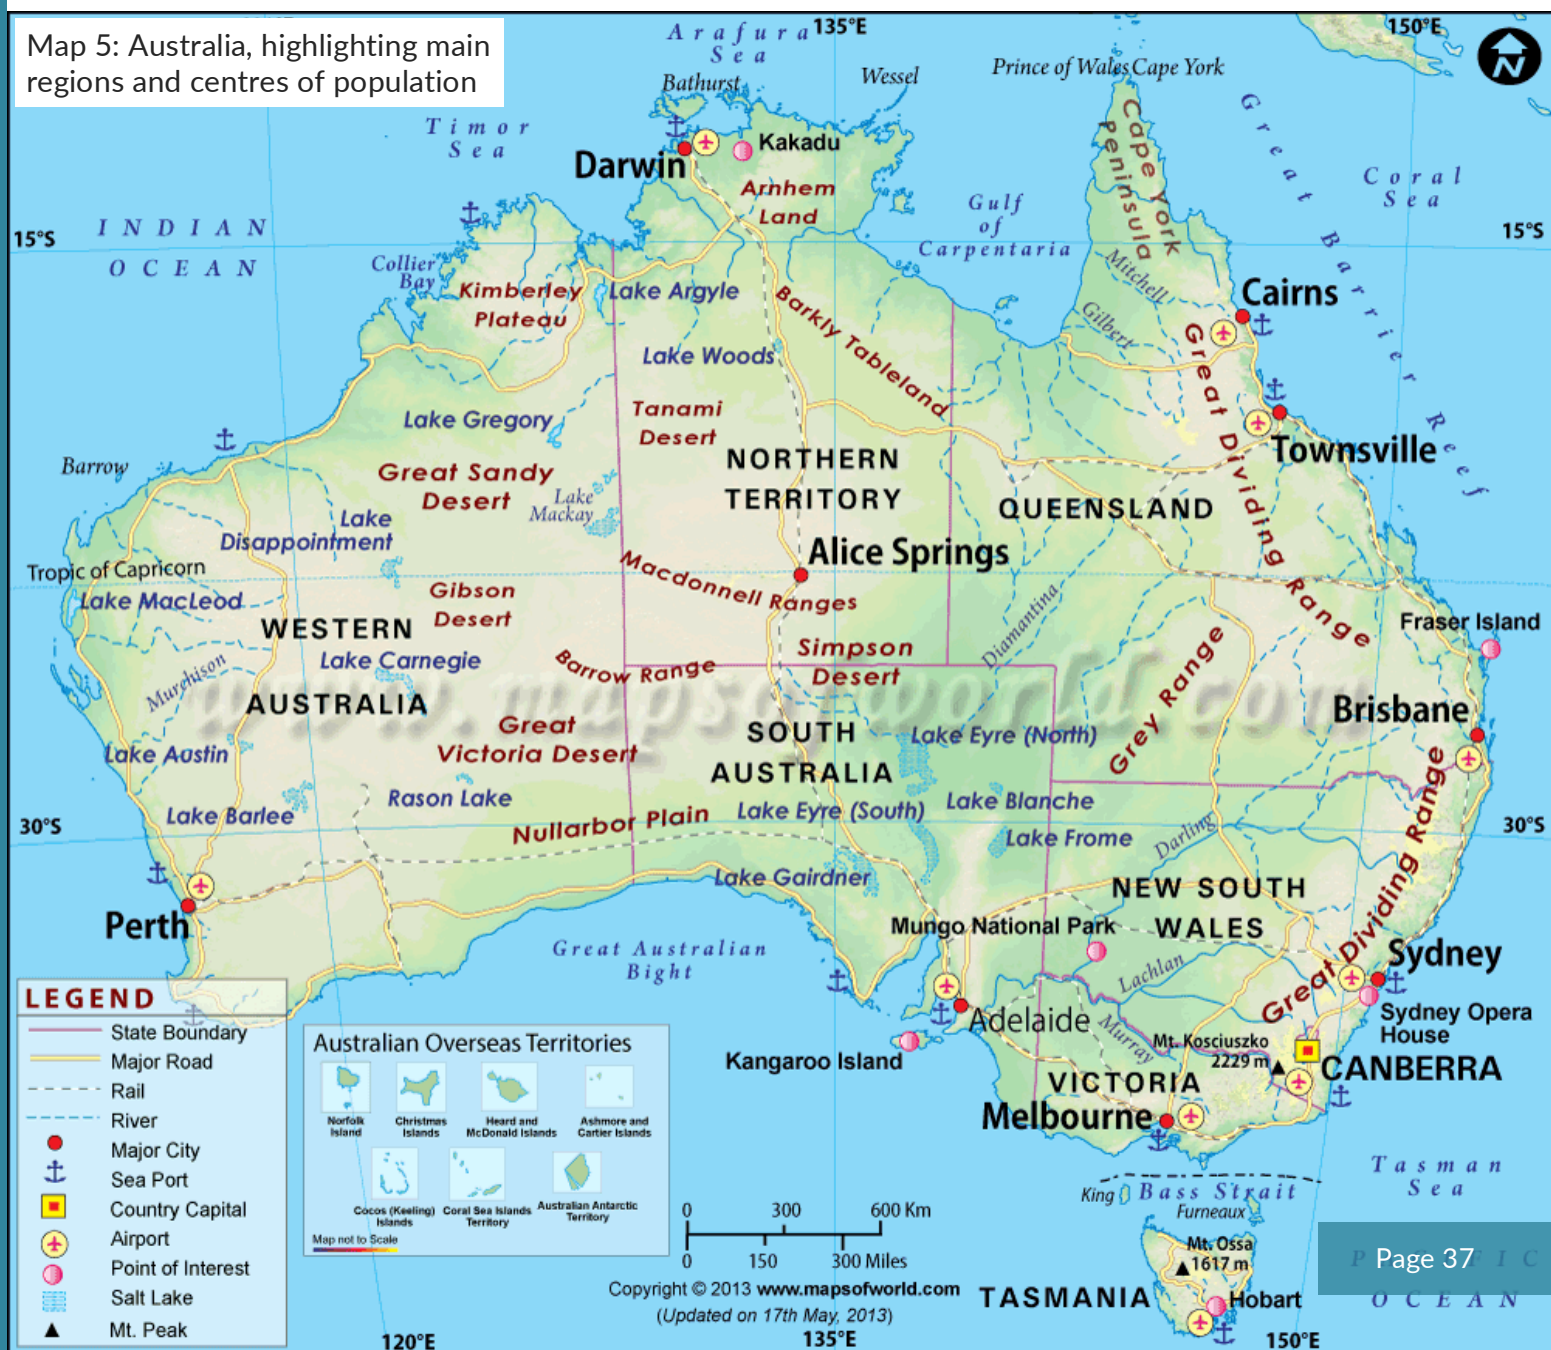 Map 5: Australia, highlighting main
regions and centres of population
135°E
150°E
N
Arafura
Sea
Bathurst
Wessel
Prince of Wales
Cape York
Timor
Sea
Darwin
Kakadu
Arnhem
Land
Cape York
Peninsula
Great Barrier Reef
Coral
Sea
Gulf
of
Carpentaria
INDIAN
OCEAN
15°S
15°S
Collier
Bay
Kimberley
Plateau
Lake Argyle
Barkly Tableland
Mitchell
Gilbert
Cairns
Lake Woods
Great Dividing Range
Townsville
Lake Gregory
Tanami
Desert
Barrow
Great Sandy
Desert
Lake
Mackay
NORTHERN
TERRITORY
QUEENSLAND
Lake
Disappointment
Alice Springs
Tropic of Capricorn
Lake MacLeod
Gibson
Desert
Macdonnell Ranges
Diamantina
Fraser Island
WESTERN
AUSTRALIA
Lake Carnegie
Murchison
Barrow Range
Simpson
Desert
Grey Range
www.mapsofworld.com
Brisbane
Great
Victoria Desert
SOUTH
AUSTRALIA
Lake Eyre (North)
Lake Austin
Rason Lake
Lake Barlee
Lake Eyre (South)
Lake Blanche
Nullarbor Plain
Lake Frome
Darling
Great Dividing Range
30°S
30°S
Lake Gairdner
NEW SOUTH
WALES
Perth
Great Australian
Bight
Mungo National Park
Lachlan
Sydney
Sydney Opera
House
Adelaide
Murray
Mt. Kosciuszko
2229 m
CANBERRA
Kangaroo Island
VICTORIA
Melbourne
Tasman
Sea
King
Bass Strait
Furneaux
Mt. Ossa
1617 m
TASMANIA
Hobart
PACIFIC
OCEAN
Page 37
LEGEND
State Boundary
Major Road
Rail
River
Major City
Sea Port
Country Capital
Airport
Point of Interest
Salt Lake
Mt. Peak
Australian Overseas Territories
Norfolk
Island
Christmas
Islands
Heard and
McDonald Islands
Ashmore and
Cartier Islands
Cocos (Keeling)
Islands
Coral Sea Islands
Territory
Australian Antarctic
Territory
Map not to Scale
0 300 600 Km
0 150 300 Miles
Copyright © 2013 www.mapsofworld.com
(Updated on 17th May, 2013)
120°E
135°E
150°E